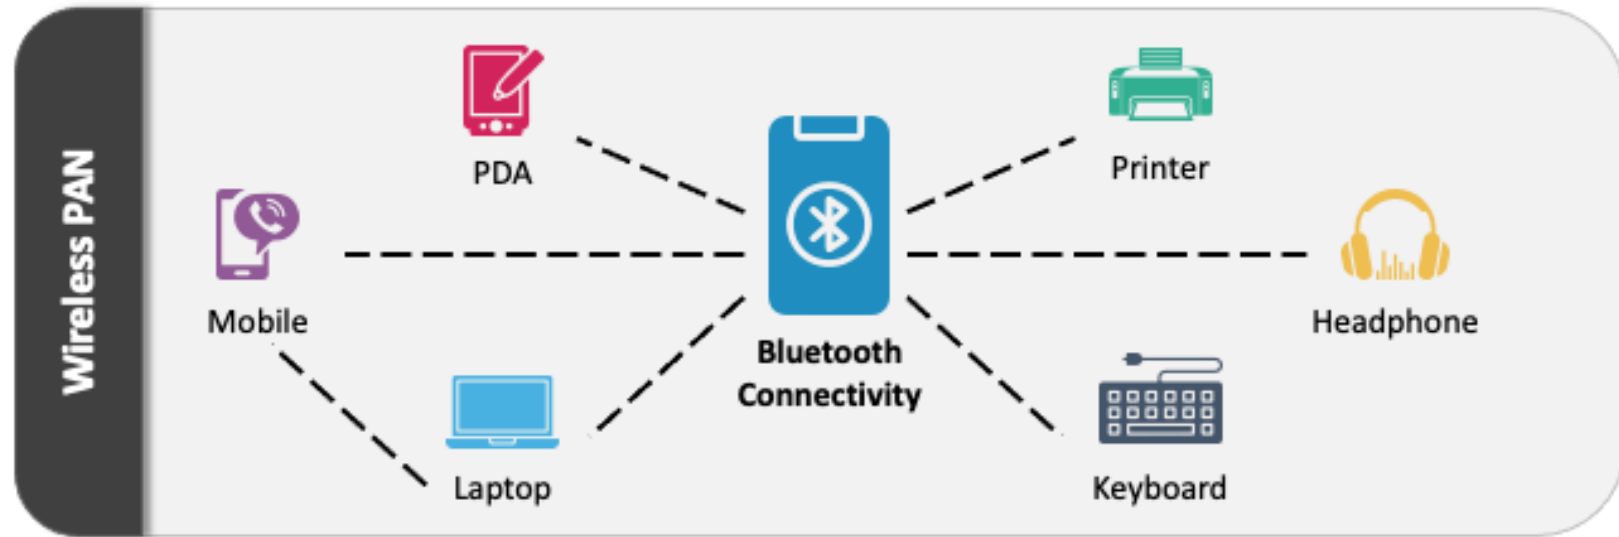 Wireless PAN
PDA
Printer
Mobile
Headphone
Bluetooth
Connectivity
Laptop
Keyboard